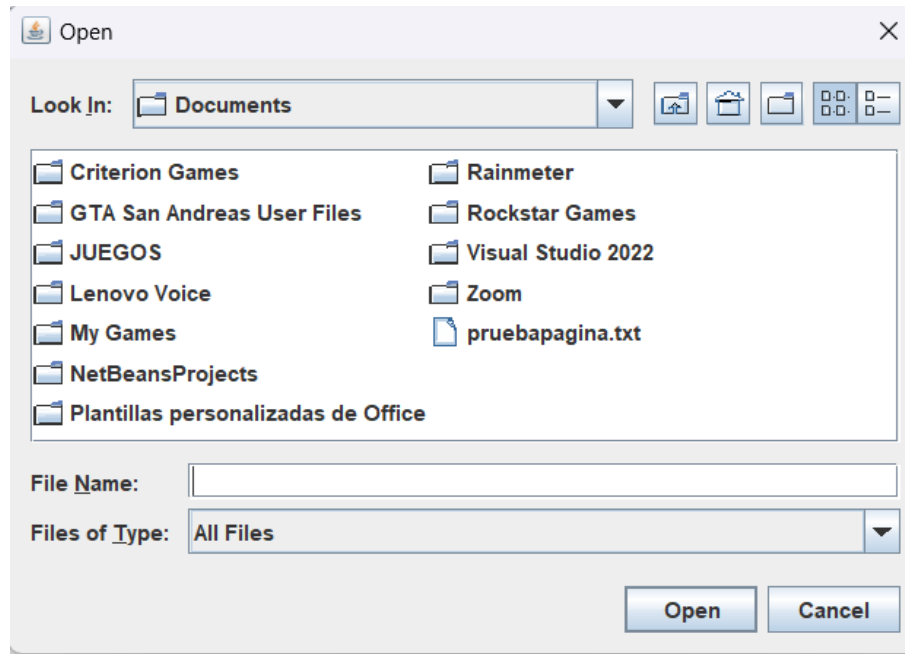 Open
Look In: Documents
Criterion Games
GTA San Andreas User Files
JUEGOS
Lenovo Voice
My Games
NetBeansProjects
Plantillas personalizadas de Office
Rainmeter
Rockstar Games
Visual Studio 2022
Zoom
pruebapagina.txt
File Name:
Files of Type: All Files
Open Cancel